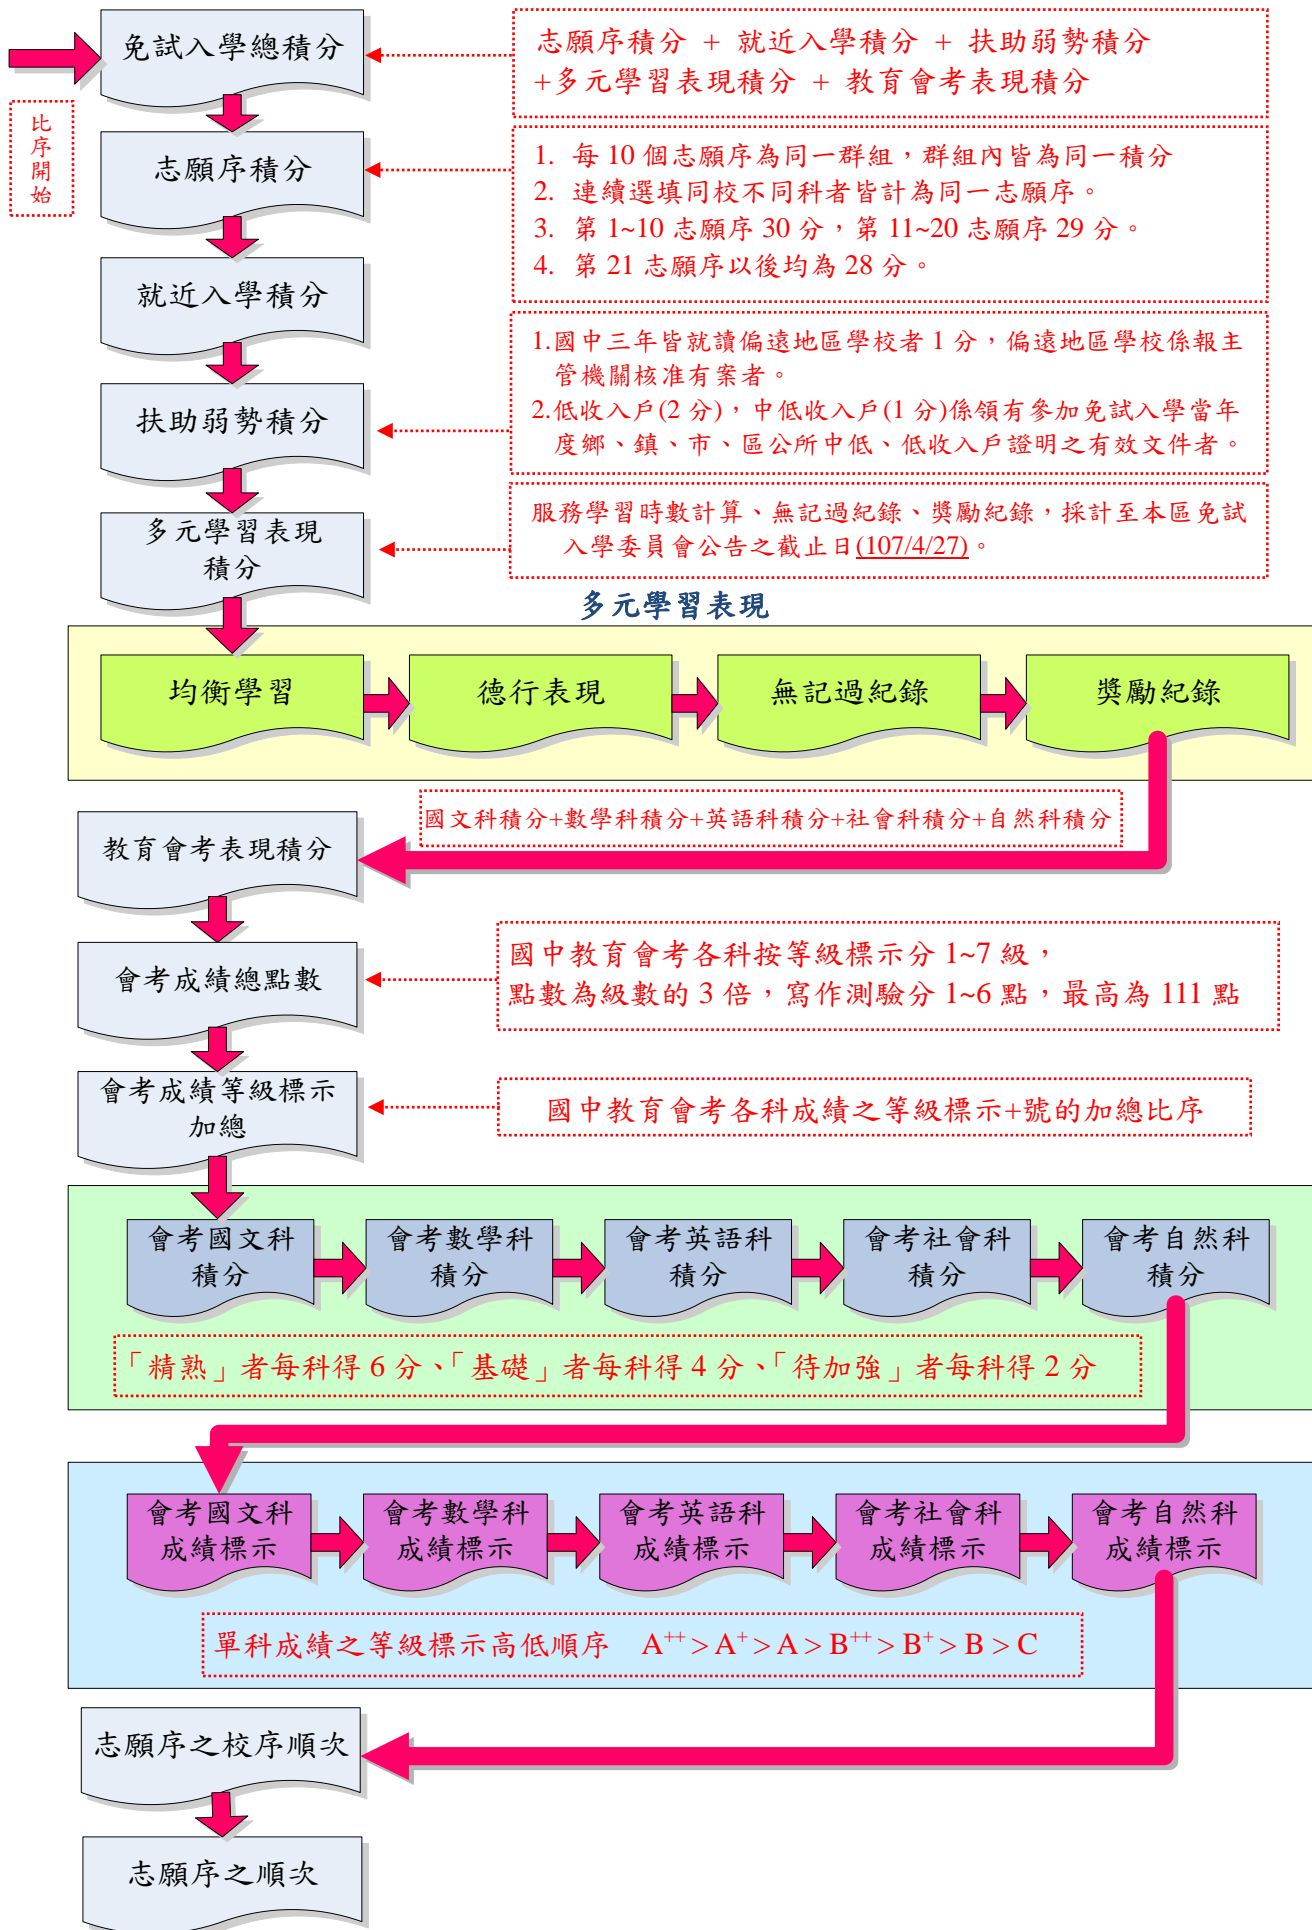 免試入學總積分
志願序積分 + 就近入學積分 + 扶助弱勢積分
+多元學習表現積分 + 教育會考表現積分
比序開始
志願序積分
1. 每 10 個志願序為同一群組，群組內皆為同一積分
2. 連續選填同校不同科者皆計為同一志願序。
3. 第 1~10 志願序 30 分，第 11~20 志願序 29 分。
4. 第 21 志願序以後均為 28 分。
就近入學積分
扶助弱勢積分
1.國中三年皆就讀偏遠地區學校者 1 分，偏遠地區學校係報主
管機關核准有案者。
2.低收入戶(2 分)，中低收入戶(1 分)係領有參加免試入學當年
度鄉、鎮、市、區公所中低、低收入戶證明之有效文件者。
多元學習表現
積分
服務學習時數計算、無記過紀錄、獎勵紀錄，採計至本區免試
入學委員會公告之截止日(107/4/27)。
多元學習表現
均衡學習
德行表現
無記過紀錄
獎勵紀錄
國文科積分+數學科積分+英語科積分+社會科積分+自然科積分
教育會考表現積分
會考成績總點數
國中教育會考各科按等級標示分 1~7 級，
點數為級數的 3 倍，寫作測驗分 1~6 點，最高為 111 點
會考成績等級標示
加總
國中教育會考各科成績之等級標示+號的加總比序
會考國文科
積分
會考數學科
積分
會考英語科
積分
會考社會科
積分
會考自然科
積分
「精熟」者每科得 6 分、「基礎」者每科得 4 分、「待加強」者每科得 2 分
會考國文科
成績標示
會考數學科
成績標示
會考英語科
成績標示
會考社會科
成績標示
會考自然科
成績標示
單科成績之等級標示高低順序 A⁺⁺ > A⁺ > A > B⁺⁺ > B⁺ > B > C
志願序之校序順次
志願序之順次